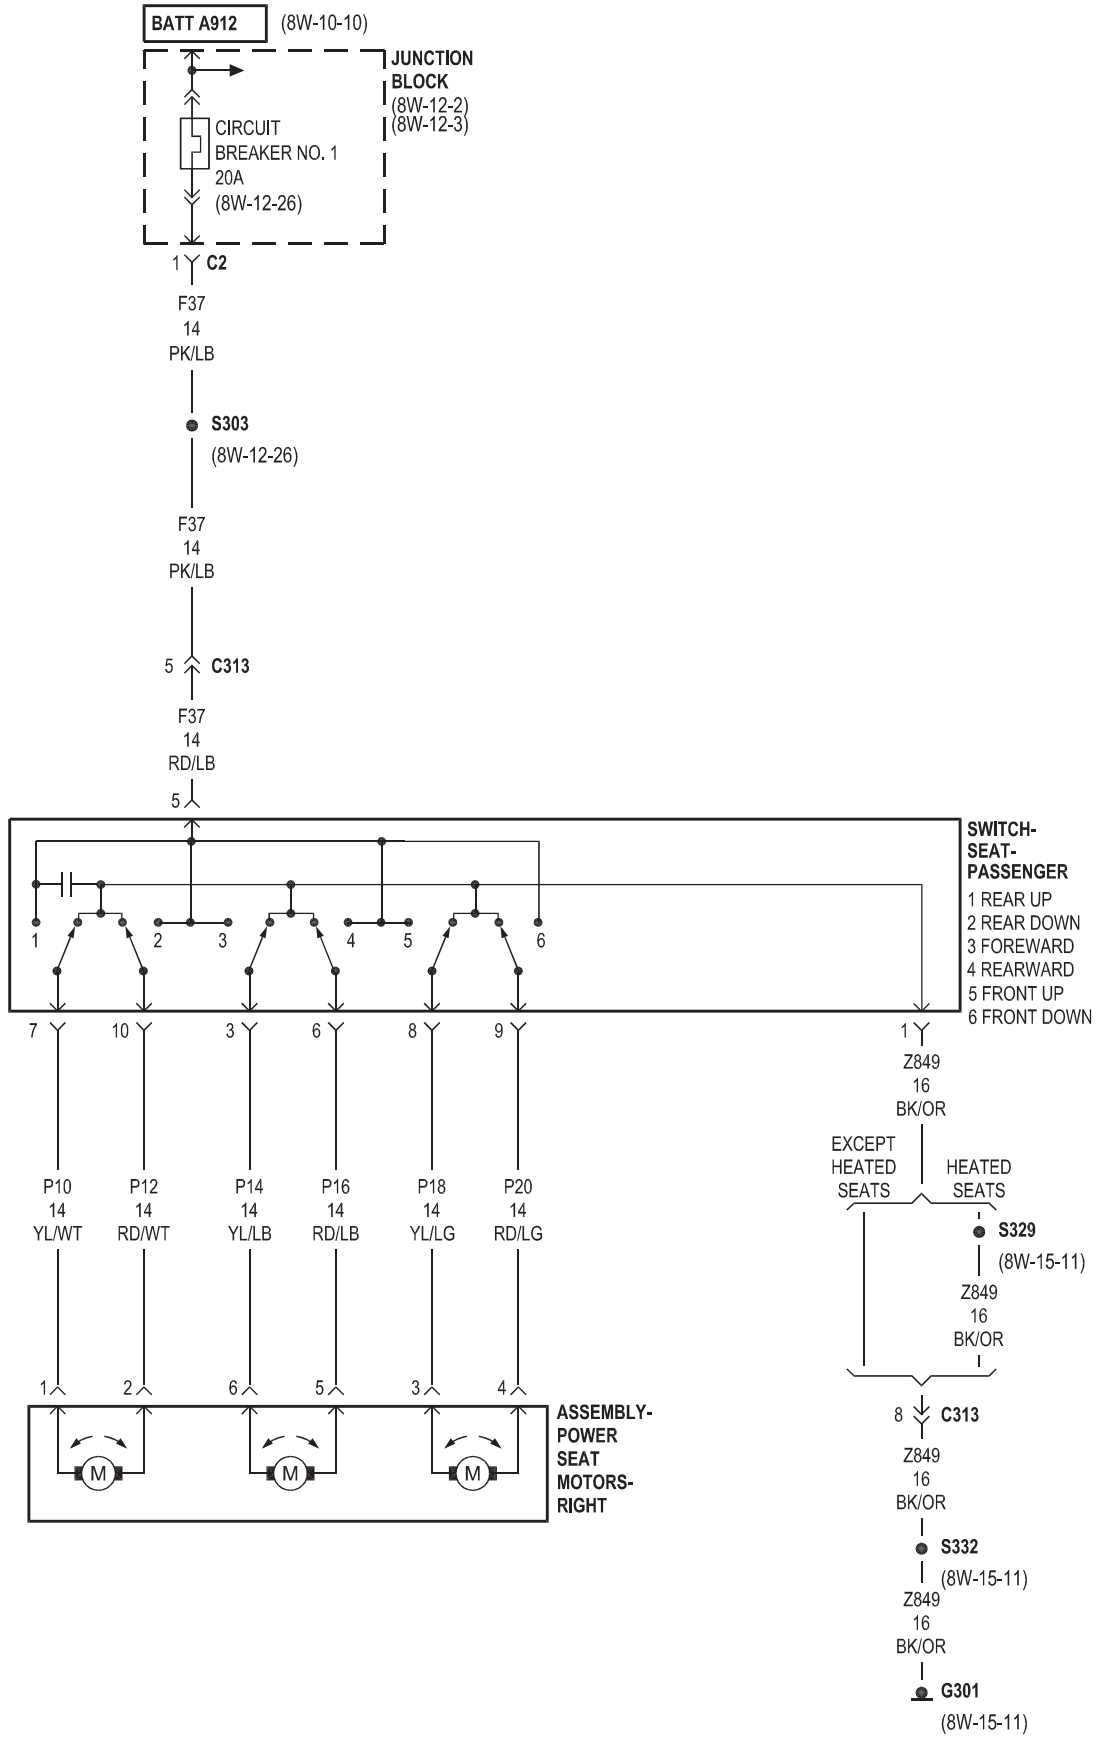 BATT A912 (8W-10-10)
JUNCTION
BLOCK
(8W-12-2)
(8W-12-3)
CIRCUIT
BREAKER NO. 1
20A
(8W-12-26)
1 C2
F37
14
PK/LB
S303
(8W-12-26)
F37
14
PK/LB
5 C313
F37
14
RD/LB
5
SWITCH-
SEAT-
PASSENGER
1 REAR UP
2 REAR DOWN
3 FOREWARD
4 REARWARD
5 FRONT UP
6 FRONT DOWN
1 2 3 4 5 6
7 10 3 6 8 9 1
Z849
16
BK/OR
EXCEPT
HEATED
SEATS
HEATED
SEATS
P10 P12 P14 P16 P18 P20
14 14 14 14 14 14
YL/WT RD/WT YL/LB RD/LB YL/LG RD/LG
S329
(8W-15-11)
Z849
16
BK/OR
1 2 6 5 3 4
ASSEMBLY-
POWER
SEAT
MOTORS-
RIGHT
M M M
8 C313
Z849
16
BK/OR
S332
(8W-15-11)
Z849
16
BK/OR
G301
(8W-15-11)